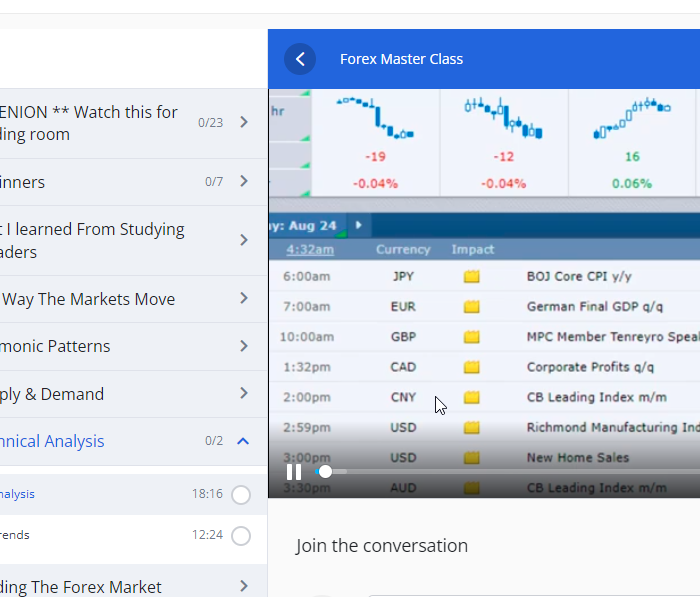 Forex Master Class
ENION ** Watch this for
ding room
0/23
inners
0/7
t I learned From Studying
aders
Way The Markets Move
monic Patterns
ply & Demand
hnical Analysis
0/2
nalysis
18:16
rends
12:24
ding The Forex Market
hr
-19
-12
16
-0.04%
-0.04%
0.06%
y: Aug 24
4:32am Currency Impact
6:00am JPY BOJ Core CPI y/y
7:00am EUR German Final GDP q/q
10:00am GBP MPC Member Tenreyro Speak
1:32pm CAD Corporate Profits q/q
2:00pm CNY CB Leading Index m/m
2:59pm USD Richmond Manufacturing Ind
3:00pm USD New Home Sales
3:30pm AUD CB Leading Index m/m
Join the conversation